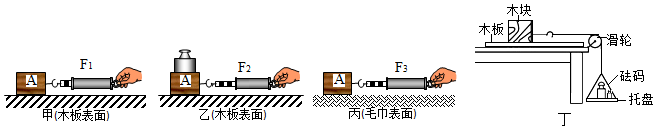 A F1
甲(木板表面)
A F2
乙(木板表面)
A F3
丙(毛巾表面)
木块
木板
滑轮
砝码
托盘
丁